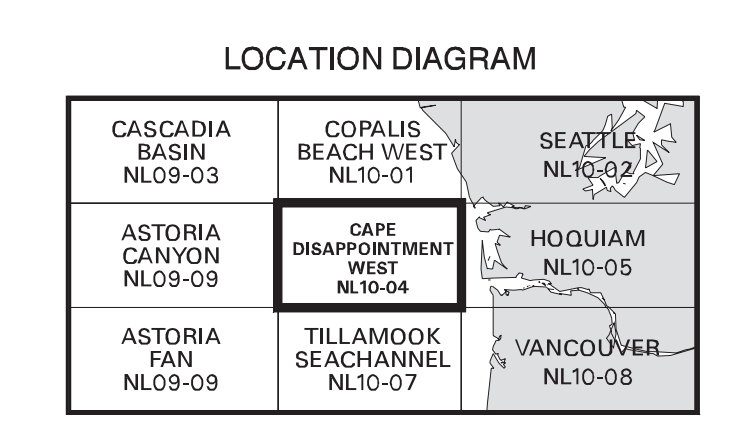 LOCATION DIAGRAM
CASCADIA
BASIN
NL09-03
COPALIS
BEACH WEST
NL10-01
SEATTLE
NL10-02
ASTORIA
CANYON
NL09-09
CAPE
DISAPPOINTMENT
WEST
NL10-04
HOQUIAM
NL10-05
ASTORIA
FAN
NL09-09
TILLAMOOK
SEACHANNEL
NL10-07
VANCOUVER
NL10-08